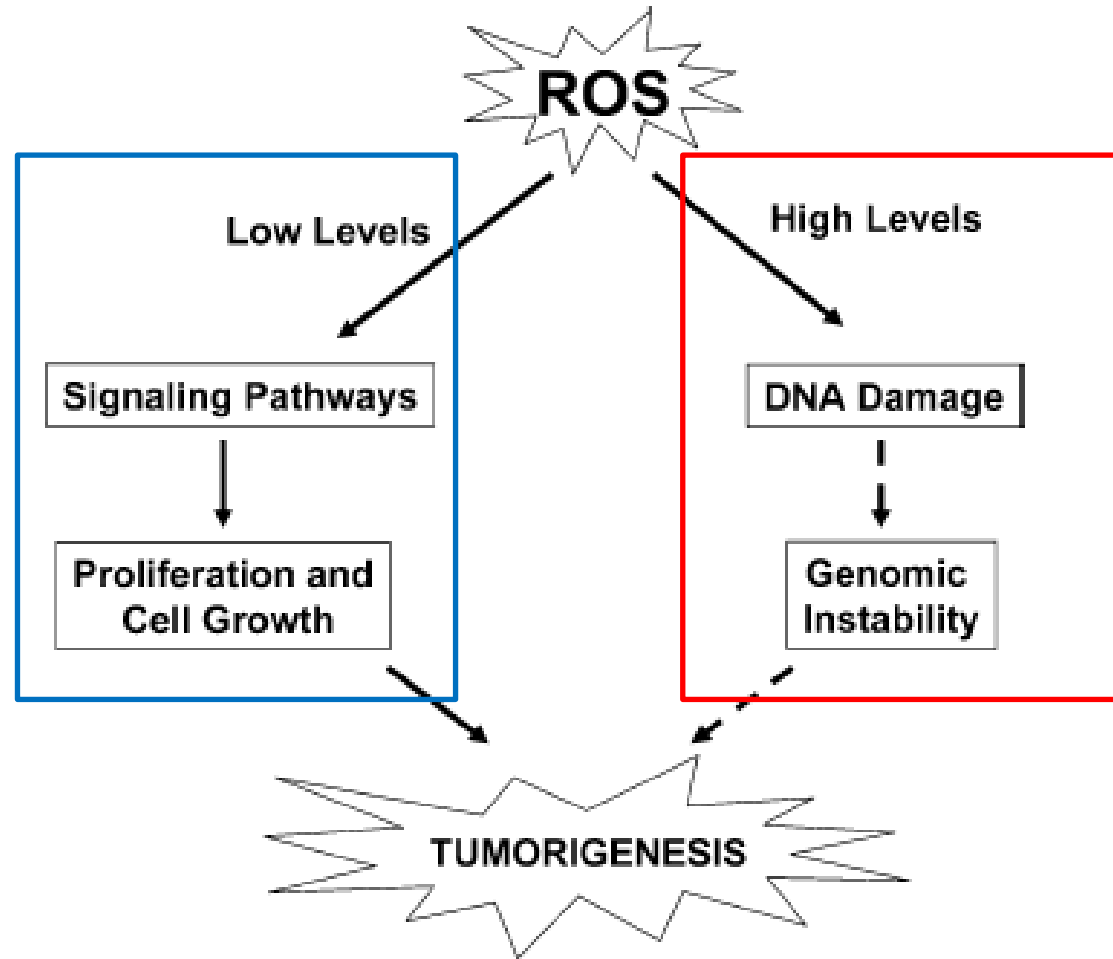 ROS
Low Levels
High Levels
Signaling Pathways
DNA Damage
Proliferation and
Cell Growth
Genomic
Instability
TUMORIGENESIS